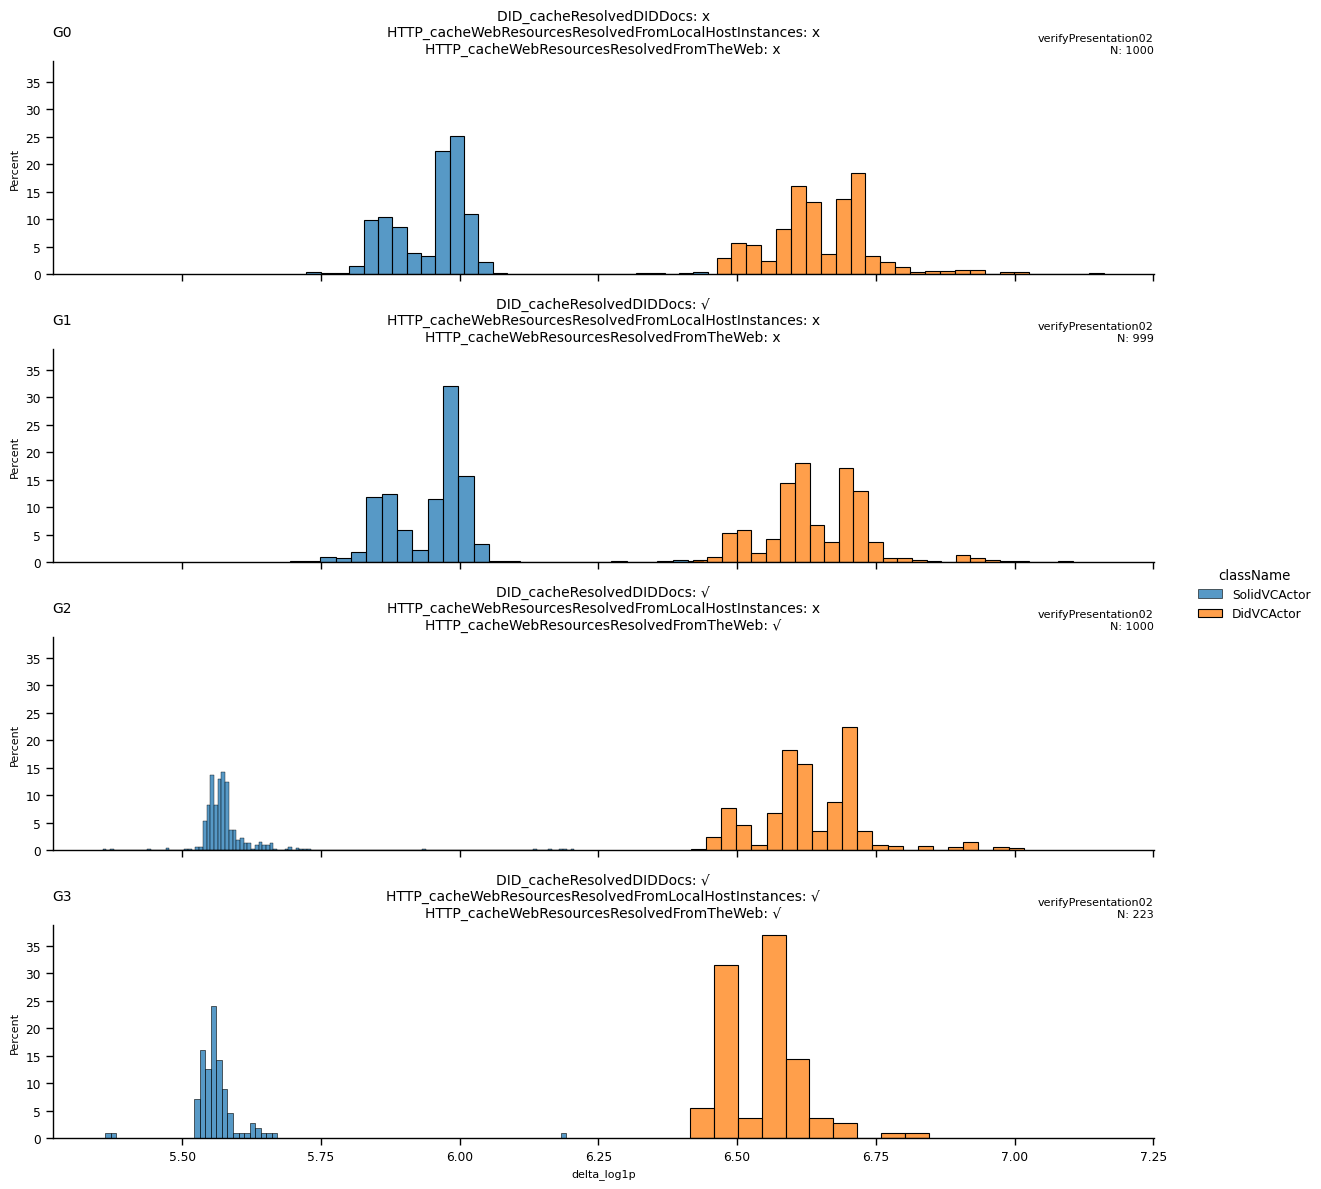 DID_cacheResolvedDIDDocs: x
G0
HTTP_cacheWebResourcesResolvedFromLocalHostInstances: x
verifyPresentation02
HTTP_cacheWebResourcesResolvedFromTheWeb: x
N: 1000
35
30
25
20
15
10
5
0
Percent
DID_cacheResolvedDIDDocs: √
G1
HTTP_cacheWebResourcesResolvedFromLocalHostInstances: x
verifyPresentation02
HTTP_cacheWebResourcesResolvedFromTheWeb: x
N: 999
35
30
25
20
15
10
5
0
Percent
className
SolidVCActor
DidVCActor
DID_cacheResolvedDIDDocs: √
G2
HTTP_cacheWebResourcesResolvedFromLocalHostInstances: x
verifyPresentation02
HTTP_cacheWebResourcesResolvedFromTheWeb: √
N: 1000
35
30
25
20
15
10
5
0
Percent
DID_cacheResolvedDIDDocs: √
G3
HTTP_cacheWebResourcesResolvedFromLocalHostInstances: √
verifyPresentation02
HTTP_cacheWebResourcesResolvedFromTheWeb: √
N: 223
35
30
25
20
15
10
5
0
Percent
5.50 5.75 6.00 6.25 6.50 6.75 7.00 7.25
delta_log1p